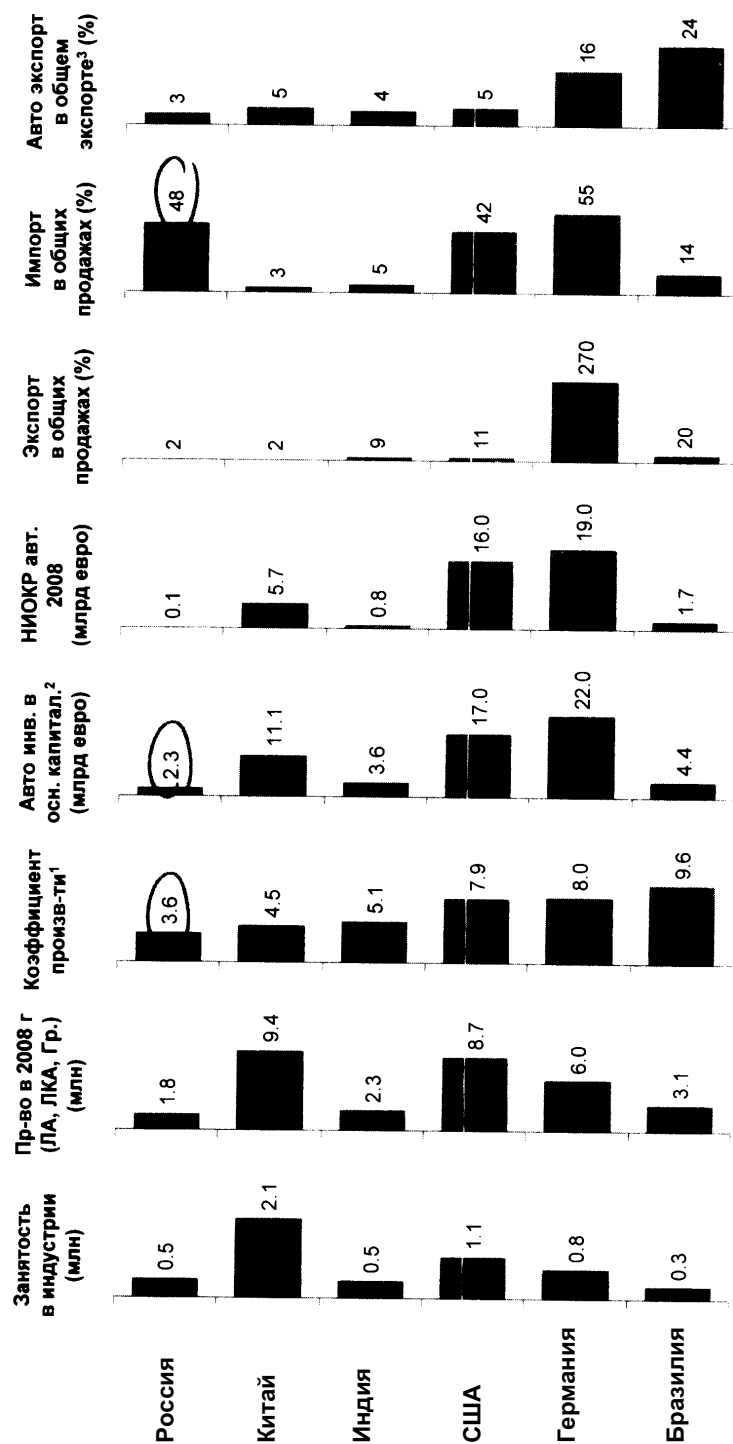 Занятость
в индустрии
(млн)
Пр-во в 2008 г
(ЛА, ЛКА, Гр.)
(млн)
Коэффициент
произв-ти¹
Авто инв. в
осн. капитал.²
(млрд евро)
НИОКР авт.
2008
(млрд евро)
Экспорт
в общих
продажах (%)
Импорт
в общих
продажах (%)
Авто экспорт
в общем
экспорте³ (%)
Россия 0.5 1.8 3.6 2.3 0.1 2 48 3
Китай 2.1 9.4 4.5 11.1 5.7 2 3 5
Индия 0.5 2.3 5.1 3.6 0.8 9 5 4
США 1.1 8.7 7.9 17.0 16.0 11 42 5
Германия 0.8 6.0 8.0 22.0 19.0 270 55 16
Бразилия 0.3 3.1 9.6 4.4 1.7 20 14 24